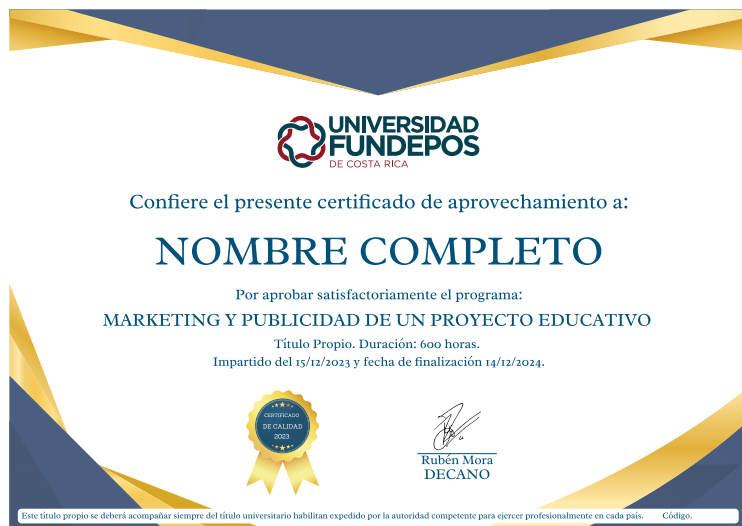 UNIVERSIDAD
FUNDEPOS
DE COSTA RICA
Confiere el presente certificado de aprovechamiento a:
NOMBRE COMPLETO
Por aprobar satisfactoriamente el programa:
MARKETING Y PUBLICIDAD DE UN PROYECTO EDUCATIVO
Título Propio. Duración: 600 horas.
Impartido del 15/12/2023 y fecha de finalización 14/12/2024.
CERTIFICADO
DE CALIDAD
2023
Rubén Mora
DECANO
Este título propio se deberá acompañar siempre del título universitario habilitan expedido por la autoridad competente para ejercer profesionalmente en cada país. Código.